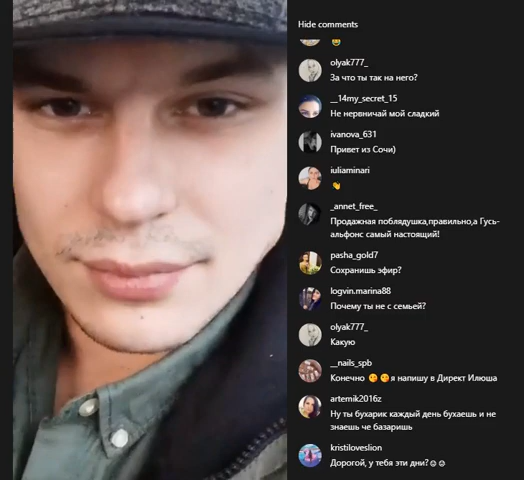 Hide comments
olyak777_
За что ты так на него?
__14my_secret_15
Не нервничай мой сладкий
ivanova_631
Привет из Сочи)
iuliaminari
_annet_free_
Продажная поблядушка,правильно,а Гусь-
альфонс самый настоящий!
pasha_gold7
Сохранишь эфир?
logvin.marina88
Почему ты не с семьей?
olyak777_
Какую
__nails_spb
Конечно 😘😘я напишу в Директ Илюша
artemik2016z
Ну ты бухарик каждый день бухаешь и не
знаешь че базаришь
kristiloveslion
Дорогой, у тебя эти дни?☺☺